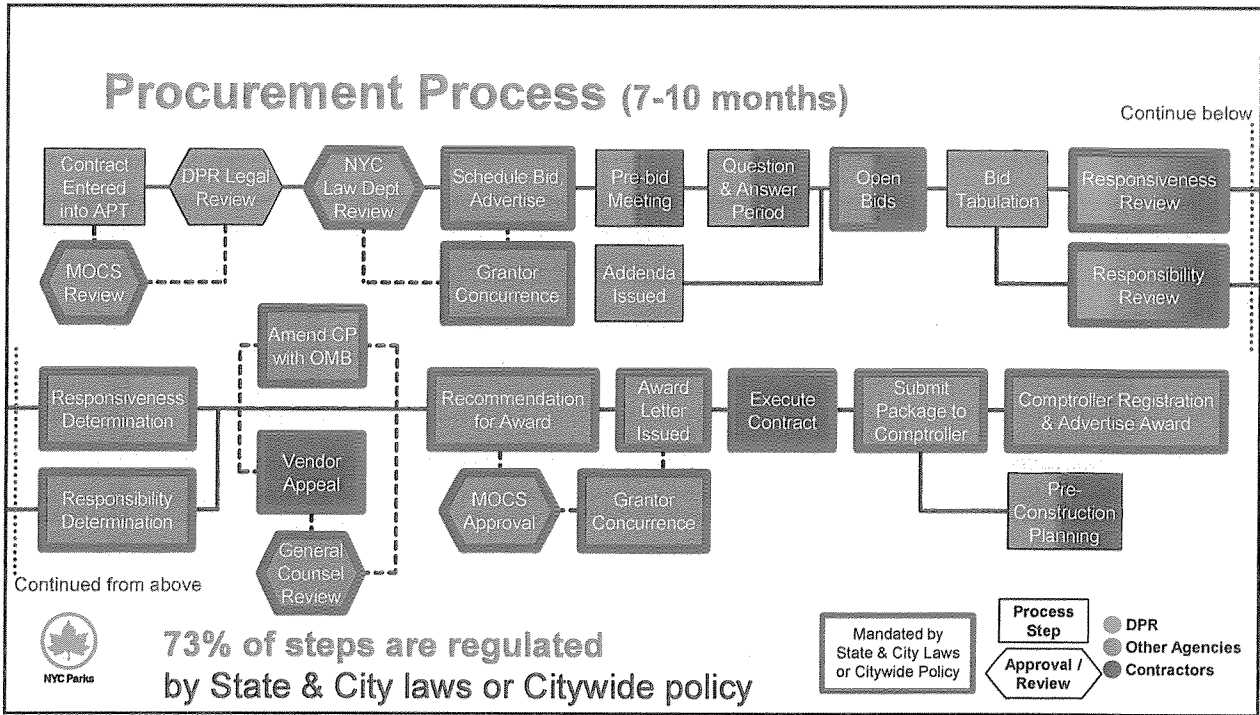 Procurement Process (7-10 months)
Continue below
Contract
Entered
into APT
DPR Legal
Review
NYC
Law Dept
Review
Schedule Bid,
Advertise
Pre-bid
Meeting
Question
& Answer
Period
Open
Bids
Bid
Tabulation
Responsiveness
Review
MOCS
Review
Grantor
Concurrence
Addenda
Issued
Responsibility
Review
Amend CP
with OMB
Responsiveness
Determination
Recommendation
for Award
Award
Letter
Issued
Execute
Contract
Submit
Package to
Comptroller
Comptroller Registration
& Advertise Award
Vendor
Appeal
Responsibility
Determination
MOCS
Approval
Grantor
Concurrence
Pre-
Construction
Planning
General
Counsel
Review
Continued from above
NYC Parks
73% of steps are regulated
by State & City laws or Citywide policy
Mandated by
State & City Laws
or Citywide Policy
Process
Step
Approval /
Review
DPR
Other Agencies
Contractors